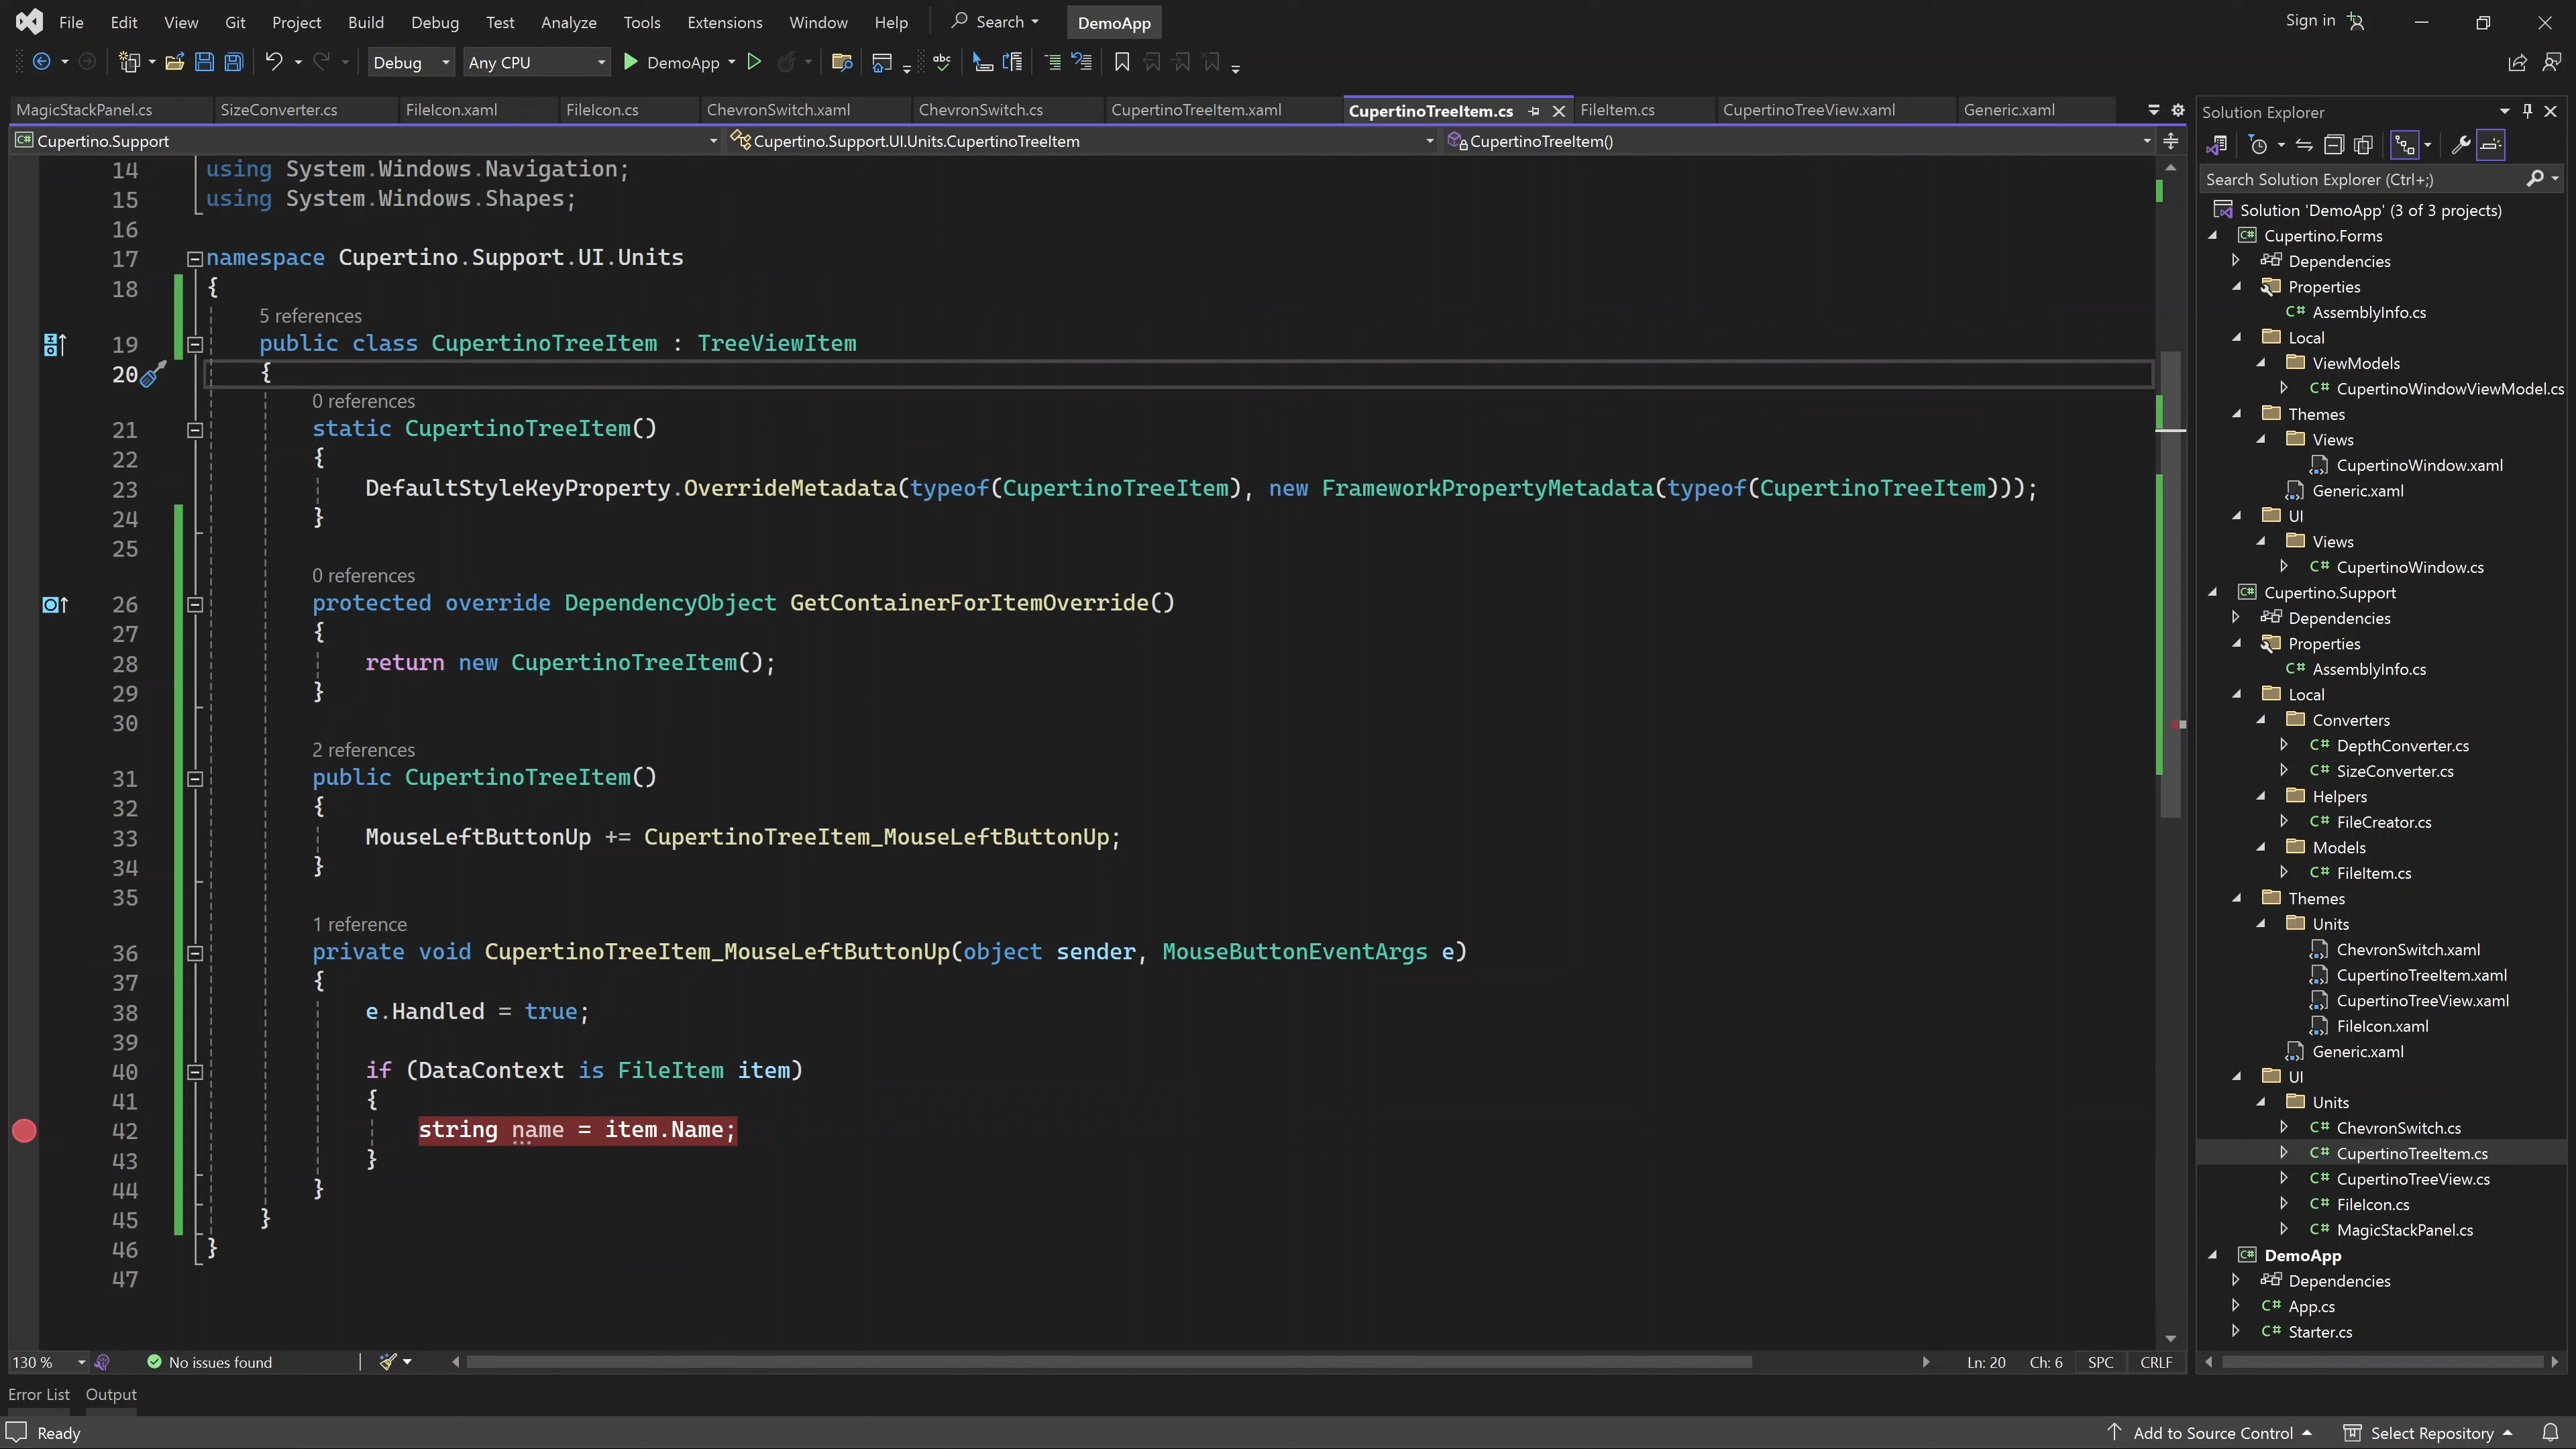 File Edit View Git Project Build Debug Test Analyze Tools Extensions Window Help Search DemoApp Sign in
Debug Any CPU DemoApp
MagicStackPanel.cs SizeConverter.cs FileIcon.xaml FileIcon.cs ChevronSwitch.xaml ChevronSwitch.cs CupertinoTreeItem.xaml CupertinoTreeItem.cs FileItem.cs CupertinoTreeView.xaml Generic.xaml
Cupertino.Support Cupertino.Support.UI.Units.CupertinoTreeItem CupertinoTreeItem()
14 using System.Windows.Navigation;
15 using System.Windows.Shapes;
16
17 namespace Cupertino.Support.UI.Units
18 {
5 references
19 public class CupertinoTreeItem : TreeViewItem
20 {
0 references
21 static CupertinoTreeItem()
22 {
23 DefaultStyleKeyProperty.OverrideMetadata(typeof(CupertinoTreeItem), new FrameworkPropertyMetadata(typeof(CupertinoTreeItem)));
24 }
25
0 references
26 protected override DependencyObject GetContainerForItemOverride()
27 {
28 return new CupertinoTreeItem();
29 }
30
2 references
31 public CupertinoTreeItem()
32 {
33 MouseLeftButtonUp += CupertinoTreeItem_MouseLeftButtonUp;
34 }
35
1 reference
36 private void CupertinoTreeItem_MouseLeftButtonUp(object sender, MouseButtonEventArgs e)
37 {
38 e.Handled = true;
39
40 if (DataContext is FileItem item)
41 {
42 string name = item.Name;
43 }
44 }
45 }
46 }
47
130 % No issues found Ln: 20 Ch: 6 SPC CRLF
Solution Explorer
Search Solution Explorer (Ctrl+;)
Solution 'DemoApp' (3 of 3 projects)
Cupertino.Forms
Dependencies
Properties
C# AssemblyInfo.cs
Local
ViewModels
C# CupertinoWindowViewModel.cs
Themes
Views
CupertinoWindow.xaml
Generic.xaml
UI
Views
C# CupertinoWindow.cs
Cupertino.Support
Dependencies
Properties
C# AssemblyInfo.cs
Local
Converters
C# DepthConverter.cs
C# SizeConverter.cs
Helpers
C# FileCreator.cs
Models
C# FileItem.cs
Themes
Units
ChevronSwitch.xaml
CupertinoTreeItem.xaml
CupertinoTreeView.xaml
FileIcon.xaml
Generic.xaml
UI
Units
C# ChevronSwitch.cs
C# CupertinoTreeItem.cs
C# CupertinoTreeView.cs
C# FileIcon.cs
C# MagicStackPanel.cs
DemoApp
Dependencies
C# App.cs
C# Starter.cs
Error List Output
Ready Add to Source Control Select Repository